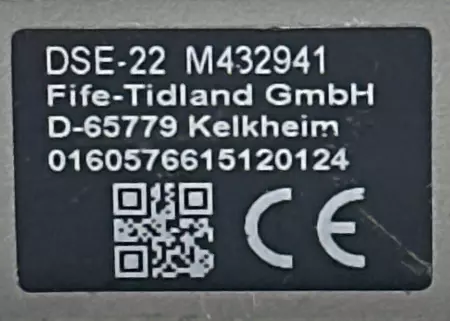 DSE-22 M432941
Fife-Tidland GmbH
D-65779 Kelkheim
0160576615120124
CE